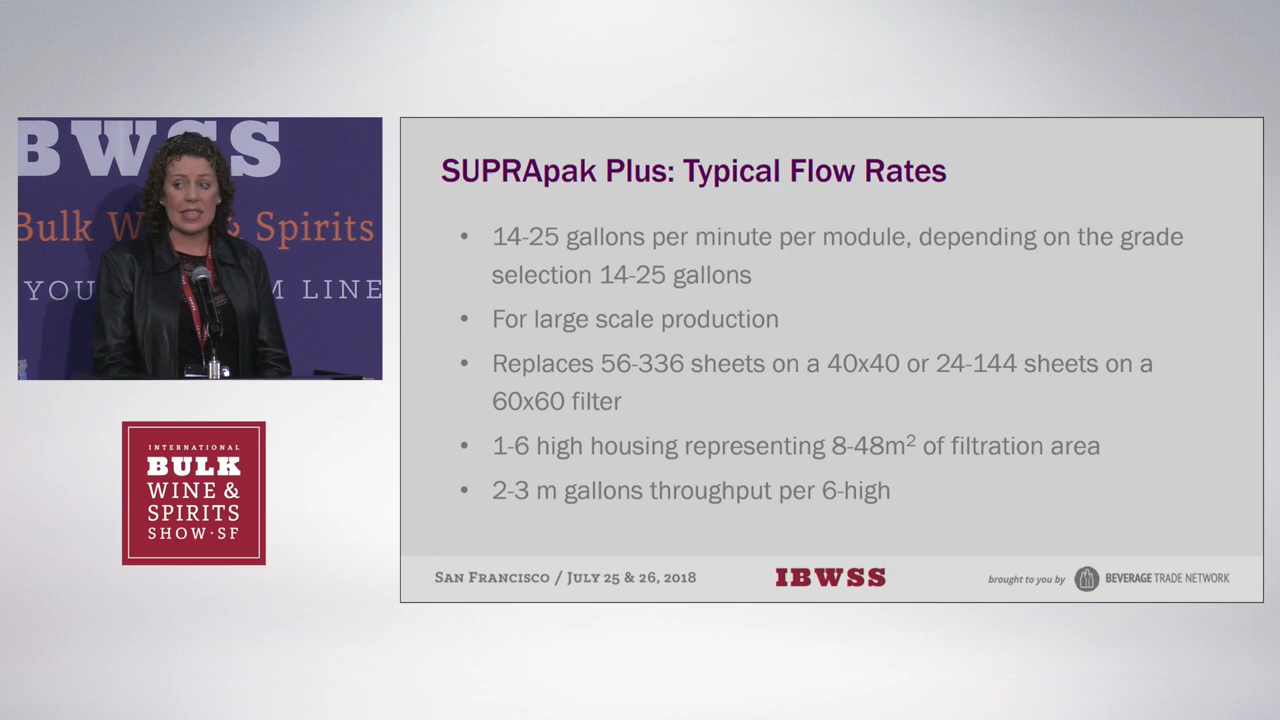 BWSS
Bulk W & Spirits
YOU M LINE
INTERNATIONAL
BULK
WINE &
SPIRITS
SHOW·SF
SUPRApak Plus: Typical Flow Rates
• 14-25 gallons per minute per module, depending on the grade
selection 14-25 gallons
• For large scale production
• Replaces 56-336 sheets on a 40x40 or 24-144 sheets on a
60x60 filter
• 1-6 high housing representing 8-48m² of filtration area
• 2-3 m gallons throughput per 6-high
SAN FRANCISCO / JULY 25 & 26, 2018
IBWSS
brought to you by BEVERAGE TRADE NETWORK